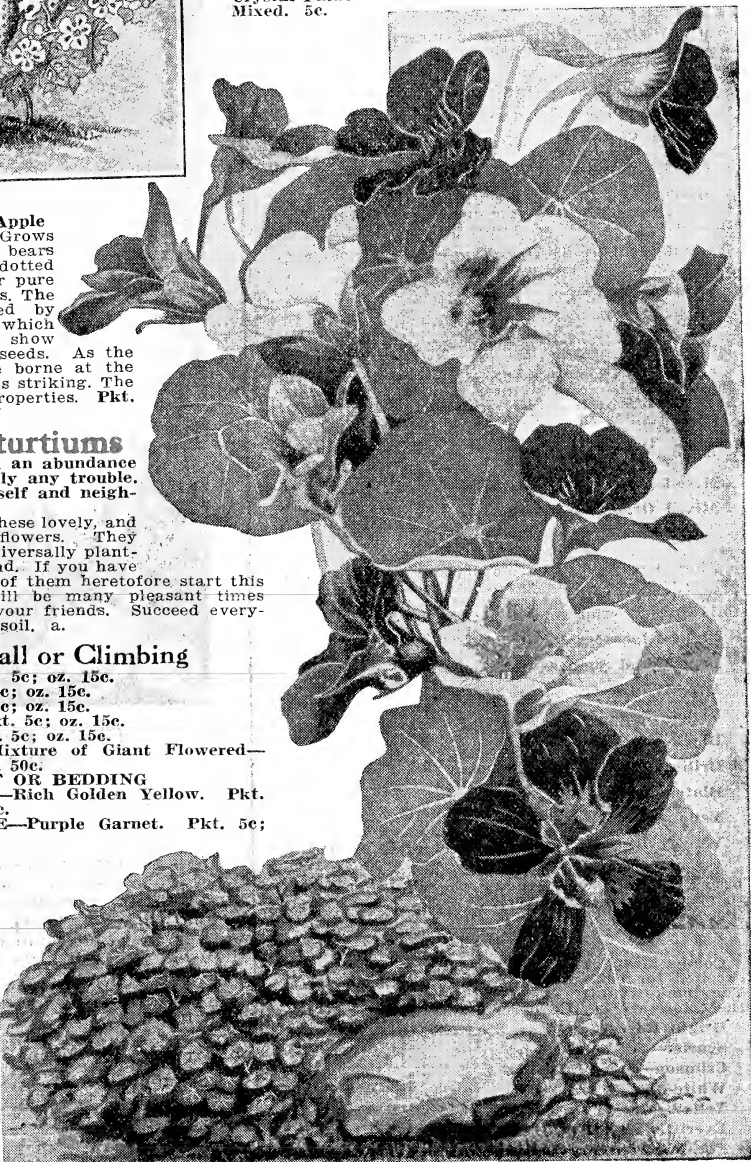 Mixed. 5c.
Apple
Grows
bears
dotted
pure
s. The
ed by
which
show
seeds. As the
borne at the
s striking. The
roperties. Pkt.
turtiums
an abundance
ly any trouble.
self and neigh-
hese lovely, and
flowers. They
iversally plant-
d. If you have
of them heretofore start this
ill be many pleasant times
your friends. Succeed every-
soil. a.
all or Climbing
5c; oz. 15c.
c; oz. 15c.
c; oz. 15c.
t. 5c; oz. 15c.
. 5c; oz. 15c.
ixture of Giant Flowered—
50c.
OR BEDDING
—Rich Golden Yellow. Pkt.
c.
E—Purple Garnet. Pkt. 5c;